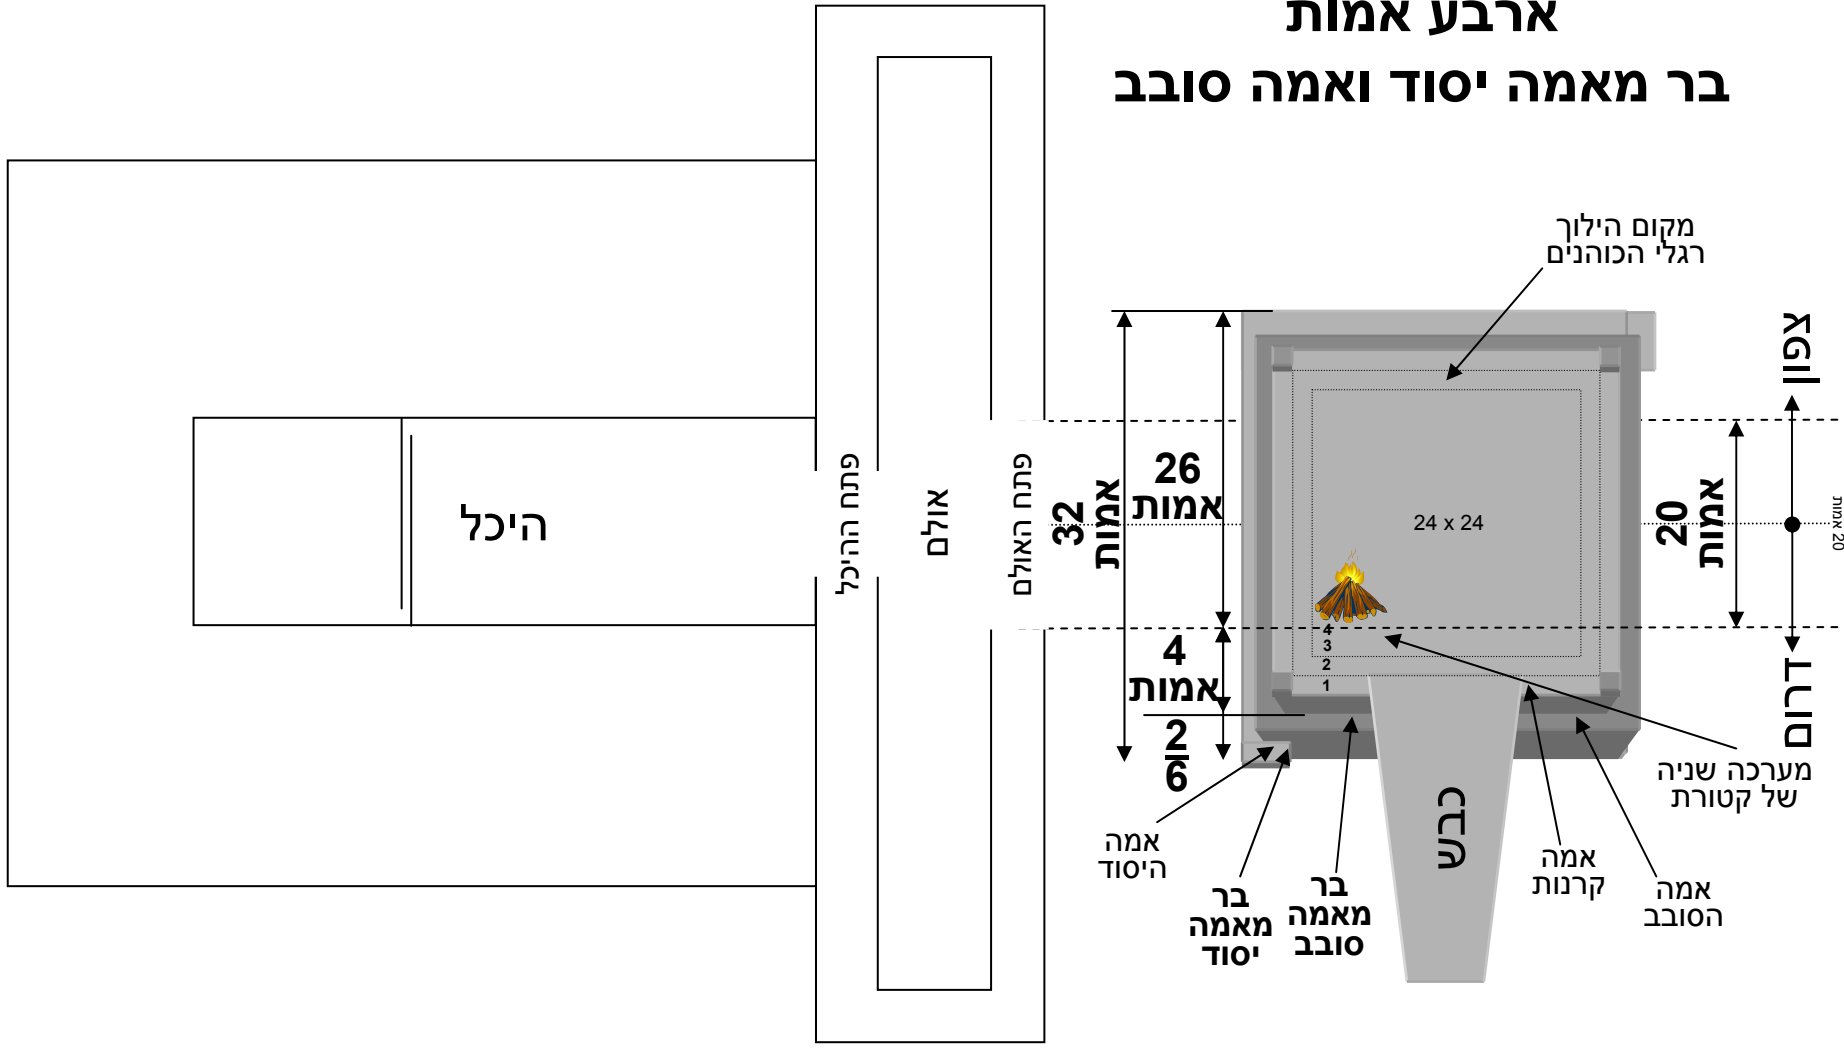 ארבע אמות
בר מאמה יסוד ואמה סובב
מקום הילוך
רגלי הכוהנים
צפון
דרום
20 אמות
20
אמות
32
אמות
26
אמות
4
אמות
2
6
24 x 24
4
3
2
1
פתח האולם
אולם
פתח ההיכל
היכל
כבש
מערכה שניה
של קטורת
אמה
הסובב
אמה
קרנות
בר
מאמה
סובב
בר
מאמה
יסוד
אמה
היסוד